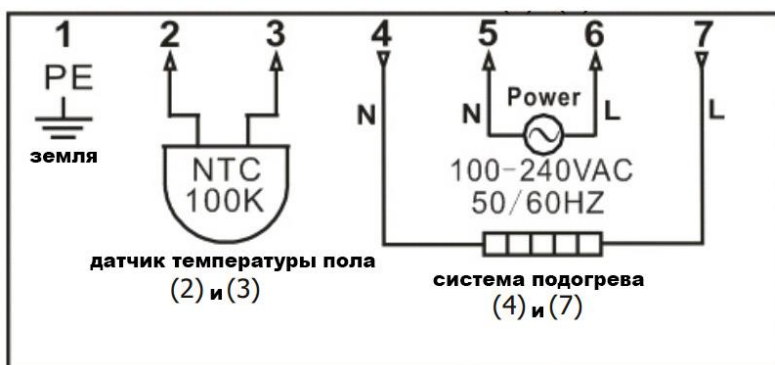 1 2 3 4 5 6 7
PE
земля
NTC
100K
датчик температуры пола
(2) и (3)
N
N Power L
L
100-240VAC
50/60HZ
система подогрева
(4) и (7)